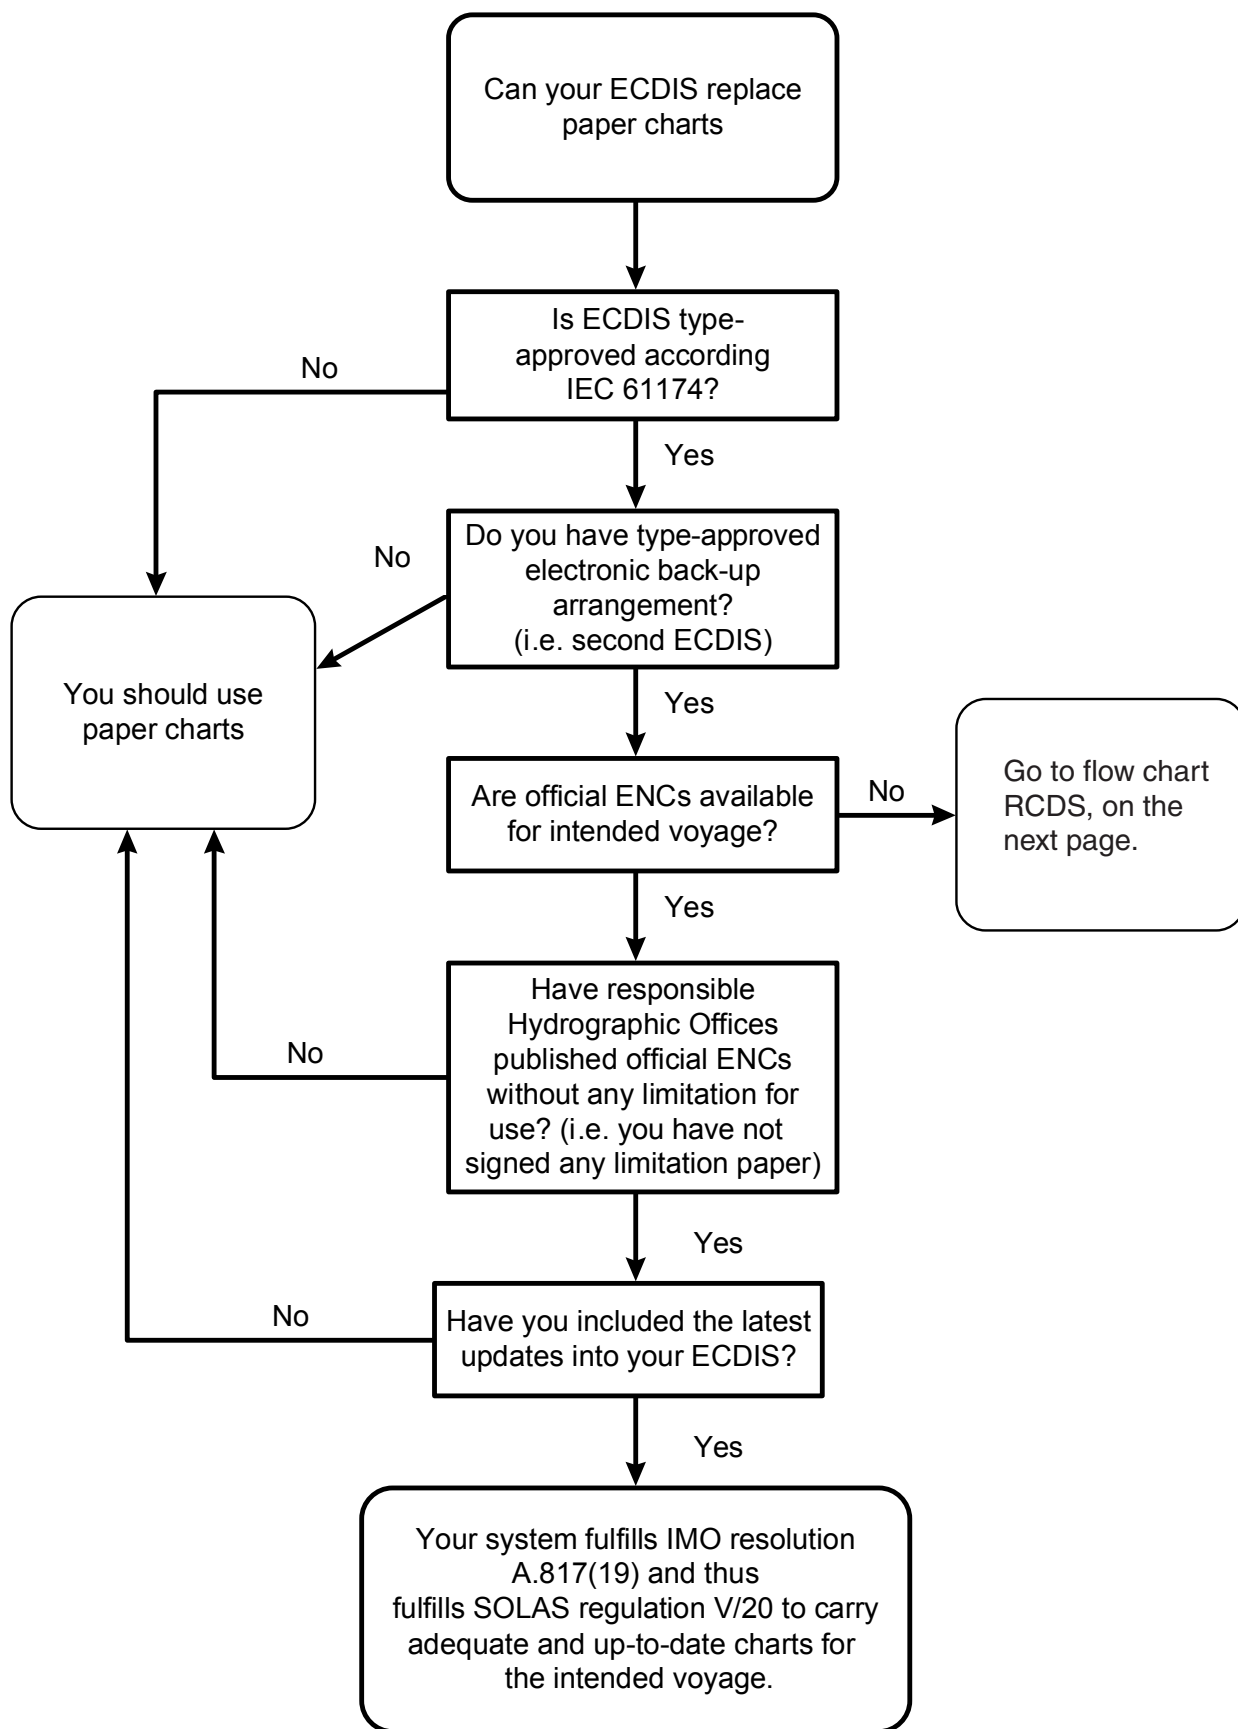 Can your ECDIS replace
paper charts
Is ECDIS type-
approved according
IEC 61174?
No
Yes
Do you have type-approved
electronic back-up
arrangement?
(i.e. second ECDIS)
No
You should use
paper charts
Yes
Are official ENCs available
for intended voyage?
No
Go to flow chart
RCDS, on the
next page.
Yes
Have responsible
Hydrographic Offices
published official ENCs
without any limitation for
use? (i.e. you have not
signed any limitation paper)
No
Yes
Have you included the latest
updates into your ECDIS?
No
Yes
Your system fulfills IMO resolution
A.817(19) and thus
fulfills SOLAS regulation V/20 to carry
adequate and up-to-date charts for
the intended voyage.